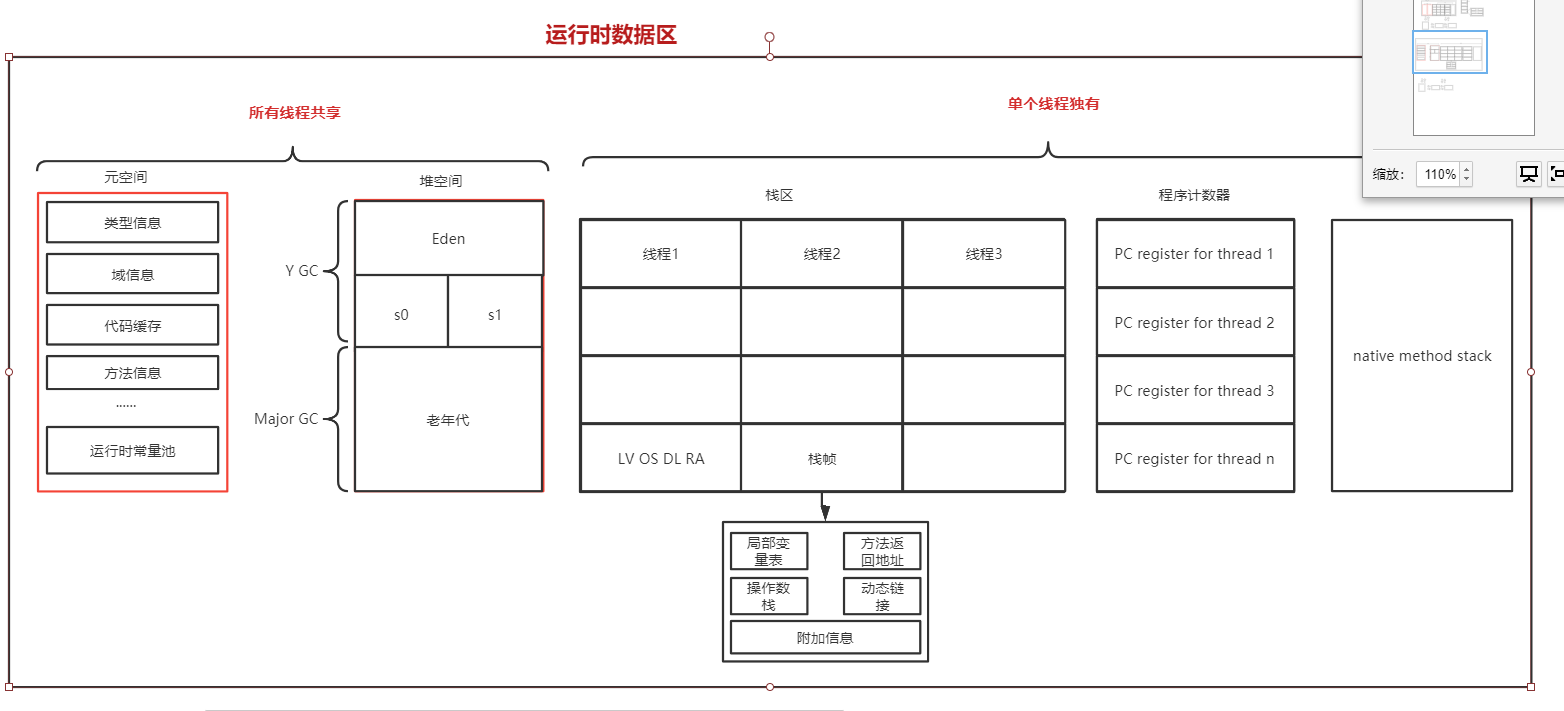 运行时数据区
所有线程共享
单个线程独有
缩放：
110%
元空间
类型信息
域信息
代码缓存
方法信息
......
运行时常量池
堆空间
Y GC
Eden
s0
s1
Major GC
老年代
栈区
线程1
线程2
线程3
LV OS DL RA
栈帧
局部变
量表
方法返
回地址
操作数
栈
动态链
接
附加信息
程序计数器
PC register for thread 1
PC register for thread 2
PC register for thread 3
PC register for thread n
native method stack